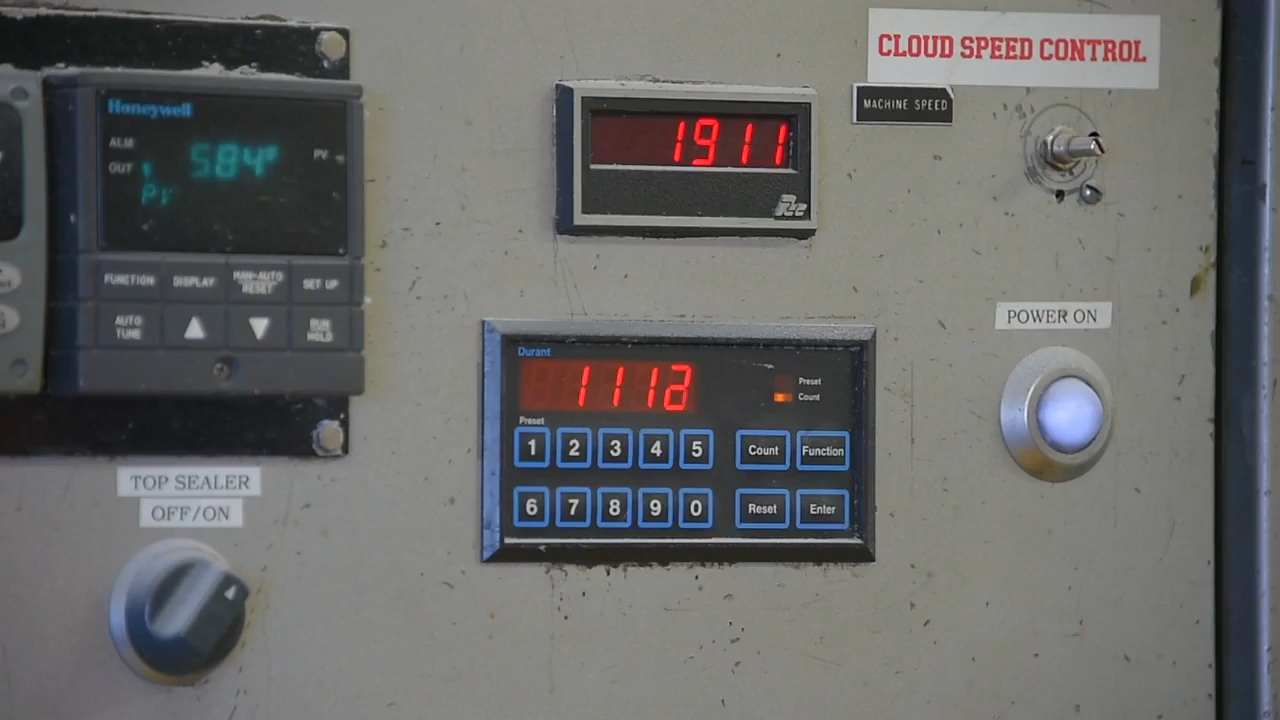 CLOUD SPEED CONTROL
MACHINE SPEED
Honeywell
ALM
OUT 1
584°
PV
PV
1911
FUNCTION
DISPLAY
MAN-AUTO
RESET
SET UP
AUTO
TUNE
RUN
HOLD
POWER ON
Durant
Preset
Count
Preset
1 2 3 4 5
Count
Function
6 7 8 9 0
Reset
Enter
TOP SEALER
OFF/ON